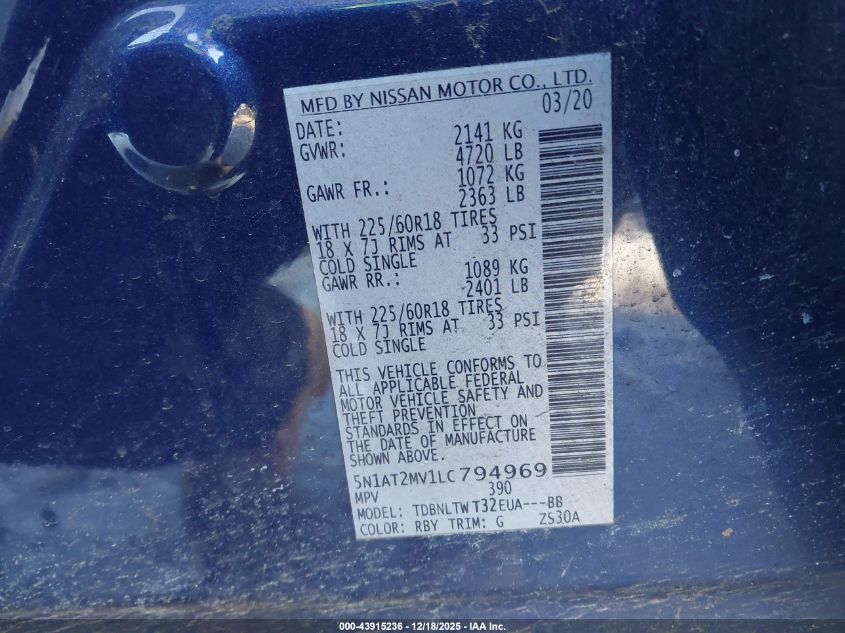 MFD BY NISSAN MOTOR CO., LTD.
DATE: 03/20
GVWR: 2141 KG
4720 LB
GAWR FR.: 1072 KG
2363 LB
WITH 225/60R18 TIRES
18 X 7J RIMS AT 33 PSI
COLD SINGLE
GAWR RR.: 1089 KG
2401 LB
WITH 225/60R18 TIRES
18 X 7J RIMS AT 33 PSI
COLD SINGLE
THIS VEHICLE CONFORMS TO
ALL APPLICABLE FEDERAL
MOTOR VEHICLE SAFETY AND
THEFT PREVENTION
STANDARDS IN EFFECT ON
THE DATE OF MANUFACTURE
SHOWN ABOVE.
5N1AT2MV1LC794969
MPV 390
MODEL: TDBNLTWT32EUA---BB
COLOR: RBY TRIM: G ZS30A
000-43915236 - 12/18/2025 - IAA Inc.